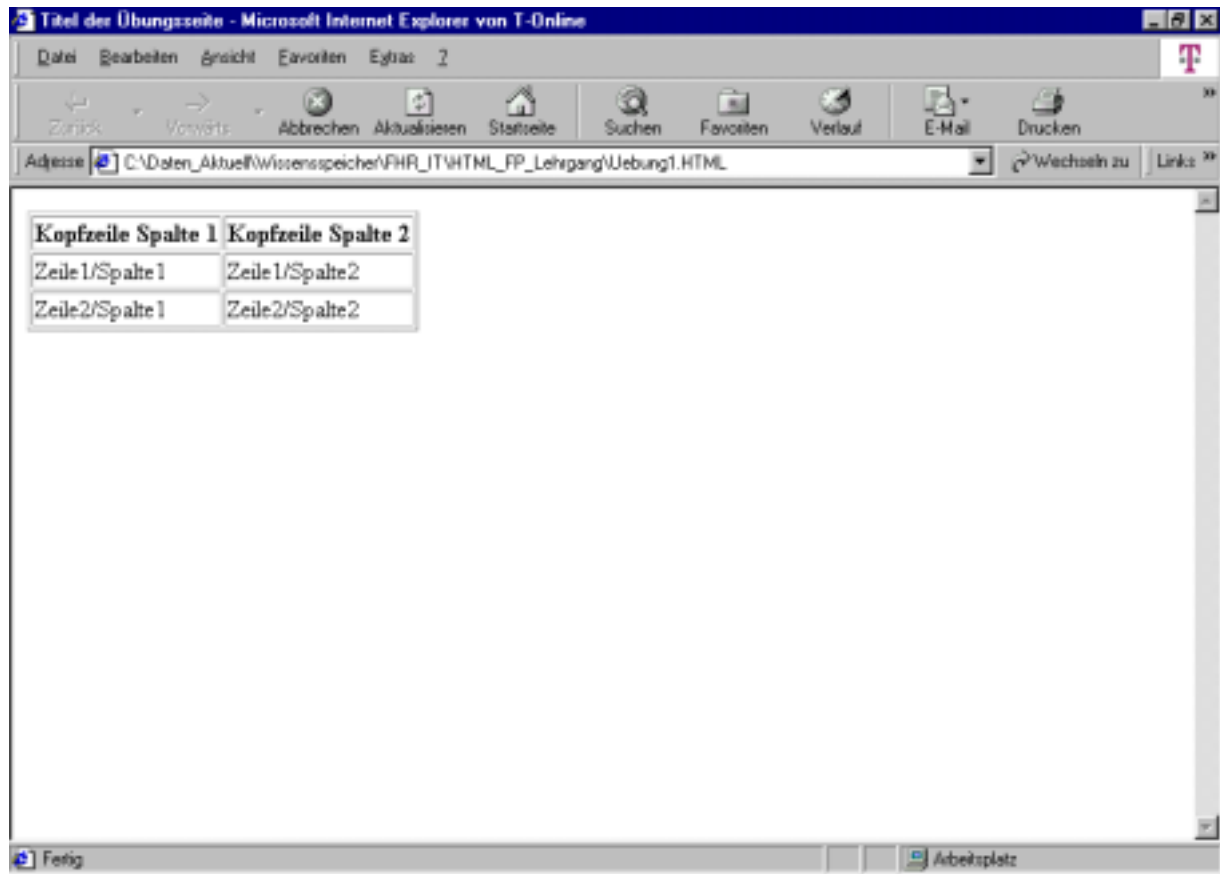 Titel der Übungsseite - Microsoft Internet Explorer von T-Online
Datei Bearbeiten Ansicht Favoriten Extras ?
T
Zurück Vorwärts Abbrechen Aktualisieren Startseite Suchen Favoriten Verlauf E-Mail Drucken »
Adresse C:\Daten_Aktuell\Wissensspeicher\FHR_IT\HTML_FP_Lehrgang\Uebung1.HTML Wechseln zu Links »
Kopfzeile Spalte 1 Kopfzeile Spalte 2
Zeile1/Spalte1 Zeile1/Spalte2
Zeile2/Spalte1 Zeile2/Spalte2
Fertig Arbeitsplatz